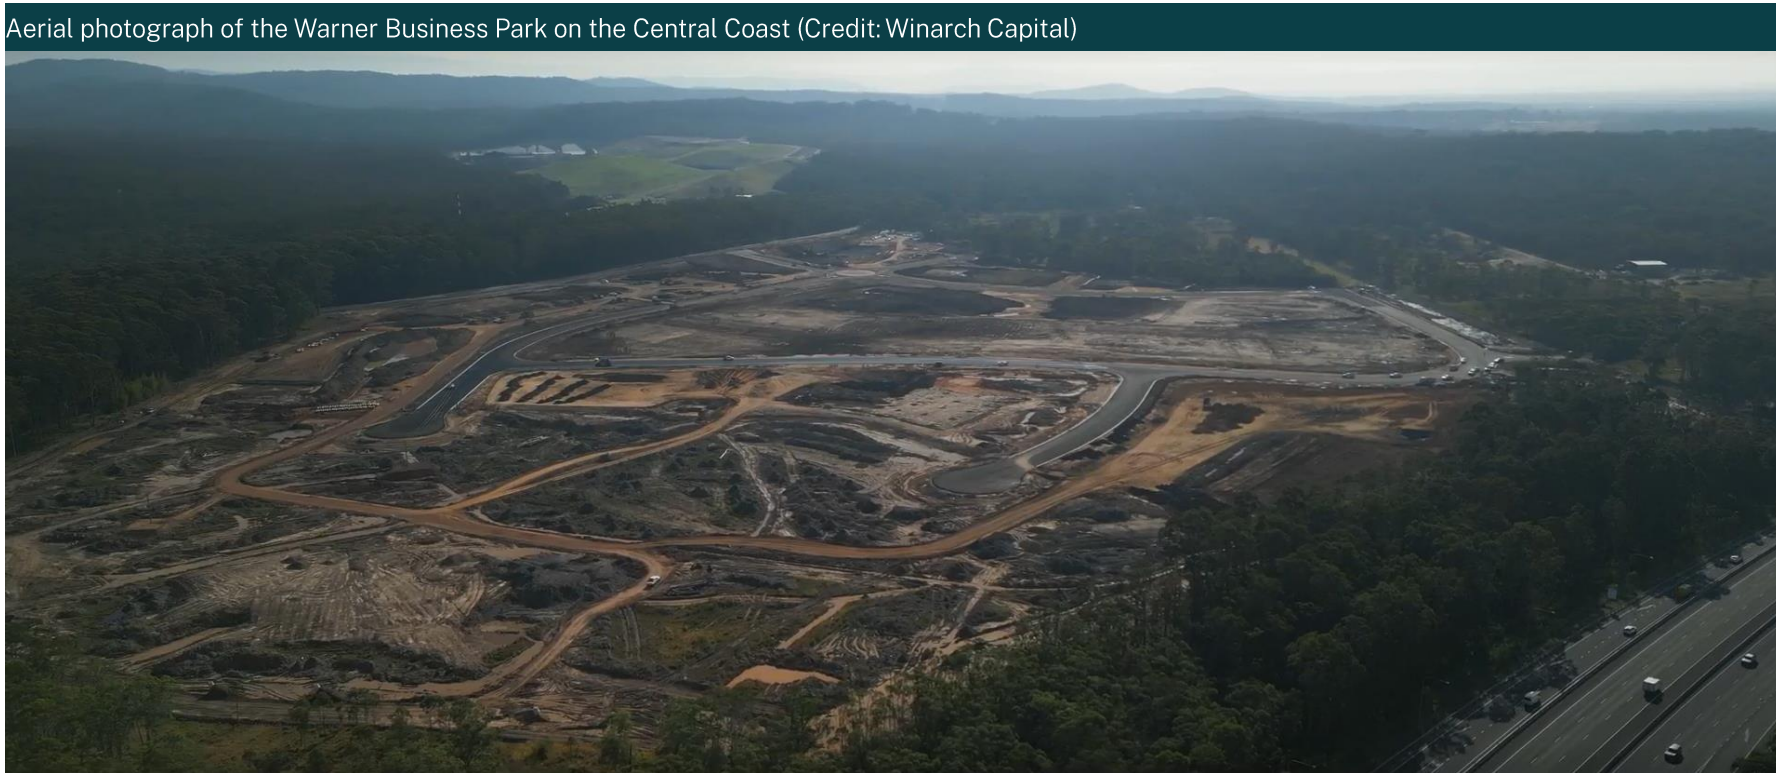 Aerial photograph of the Warner Business Park on the Central Coast (Credit: Winarch Capital)